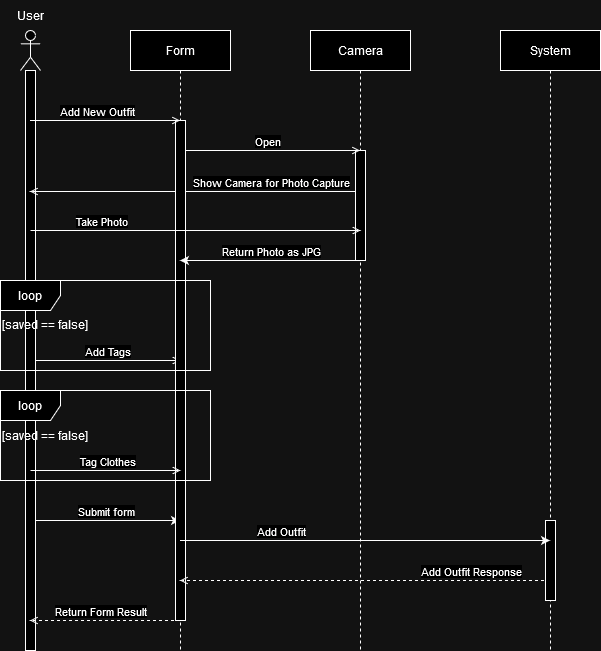 User
Form
Camera
System
Add New Outfit
Open
Show Camera for Photo Capture
Take Photo
Return Photo as JPG
loop
[saved == false]
Add Tags
loop
[saved == false]
Tag Clothes
Submit form
Add Outfit
Add Outfit Response
Return Form Result